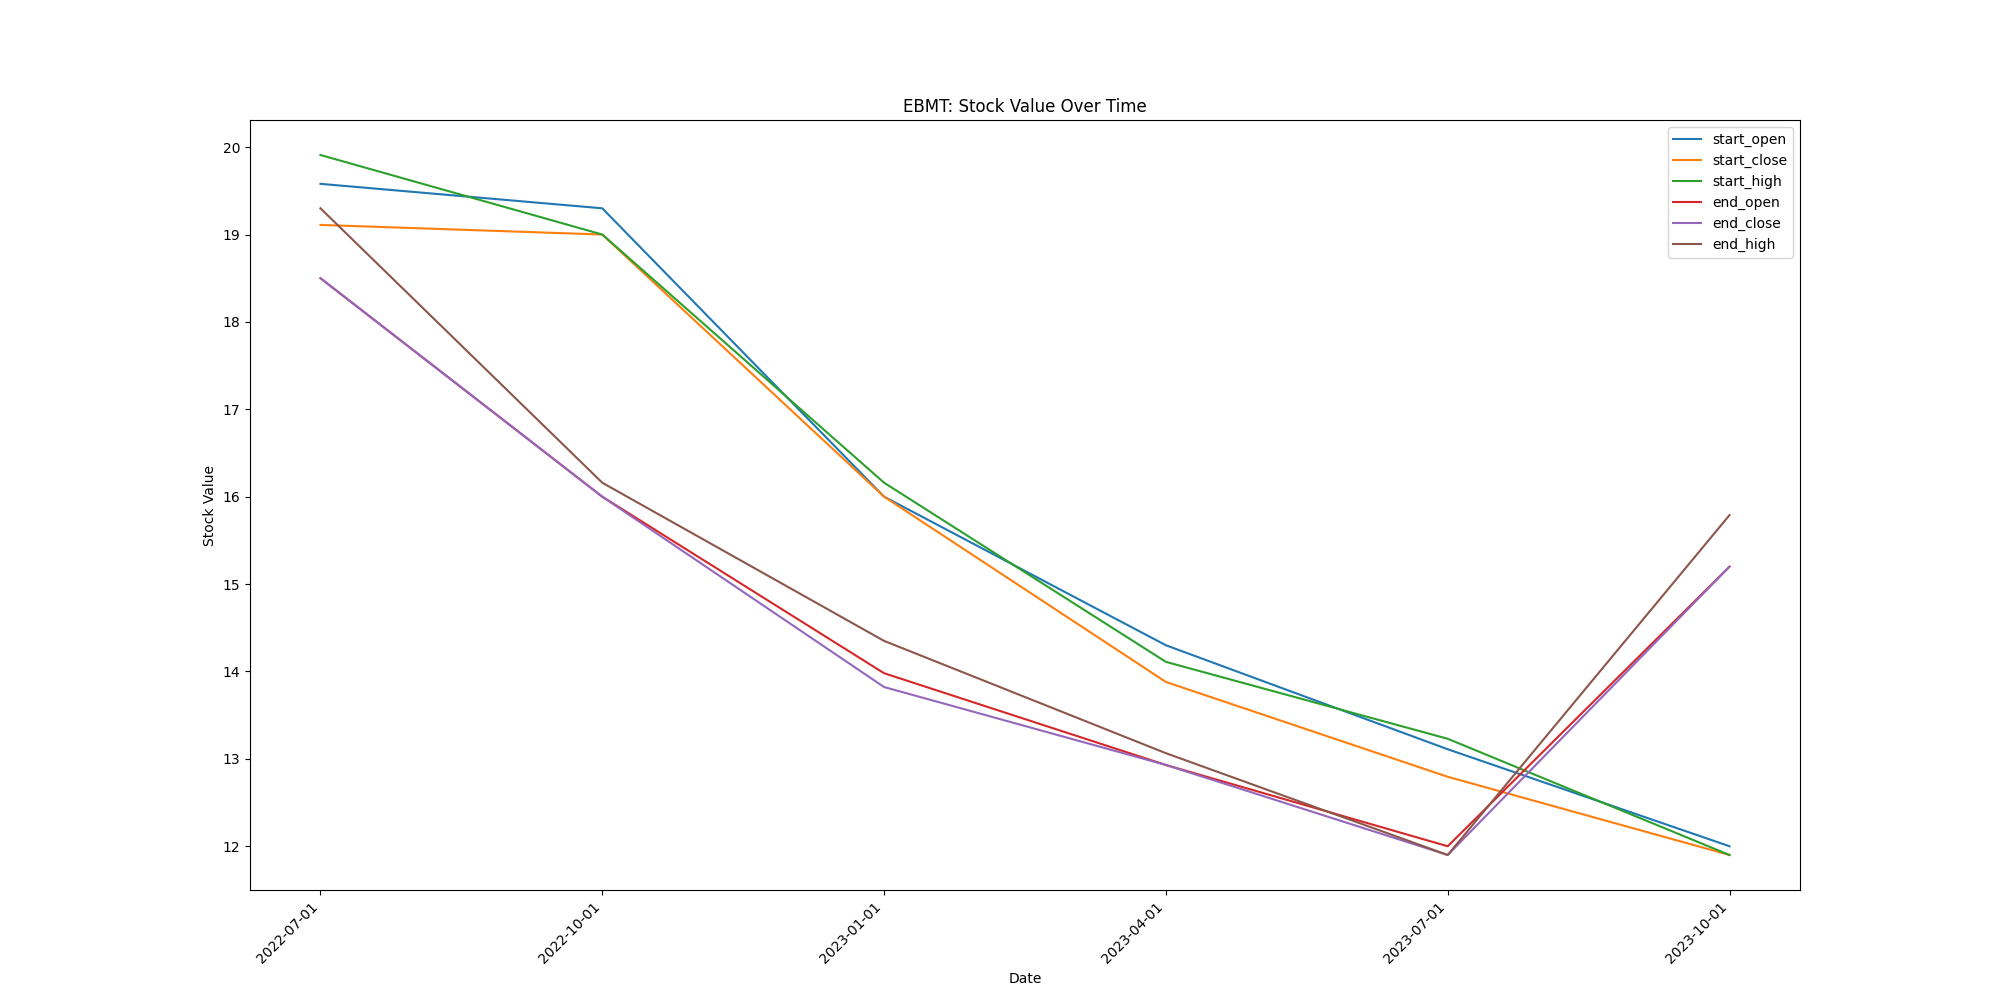 EBMT: Stock Value Over Time
start_open
start_close
start_high
end_open
end_close
end_high
Stock Value
20
19
18
17
16
15
14
13
12
2022-07-01
2022-10-01
2023-01-01
2023-04-01
2023-07-01
2023-10-01
Date